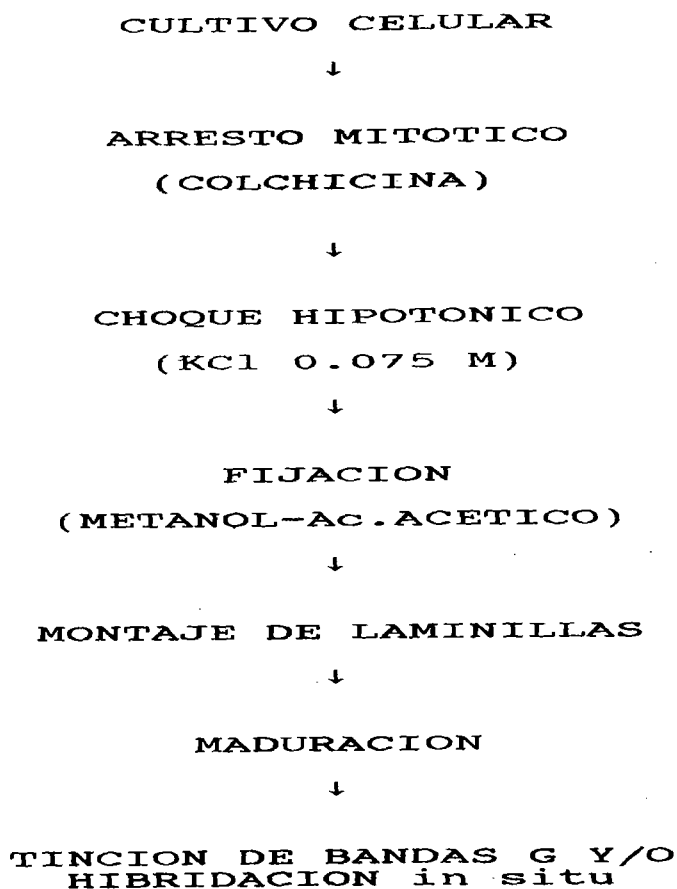 CULTIVO CELULAR
↓
ARRESTO MITOTICO
(COLCHICINA)
↓
CHOQUE HIPOTONICO
(KCl 0.075 M)
↓
FIJACION
(METANOL-Ac.ACETICO)
↓
MONTAJE DE LAMINILLAS
↓
MADURACION
↓
TINCION DE BANDAS G Y/O
HIBRIDACION in situ